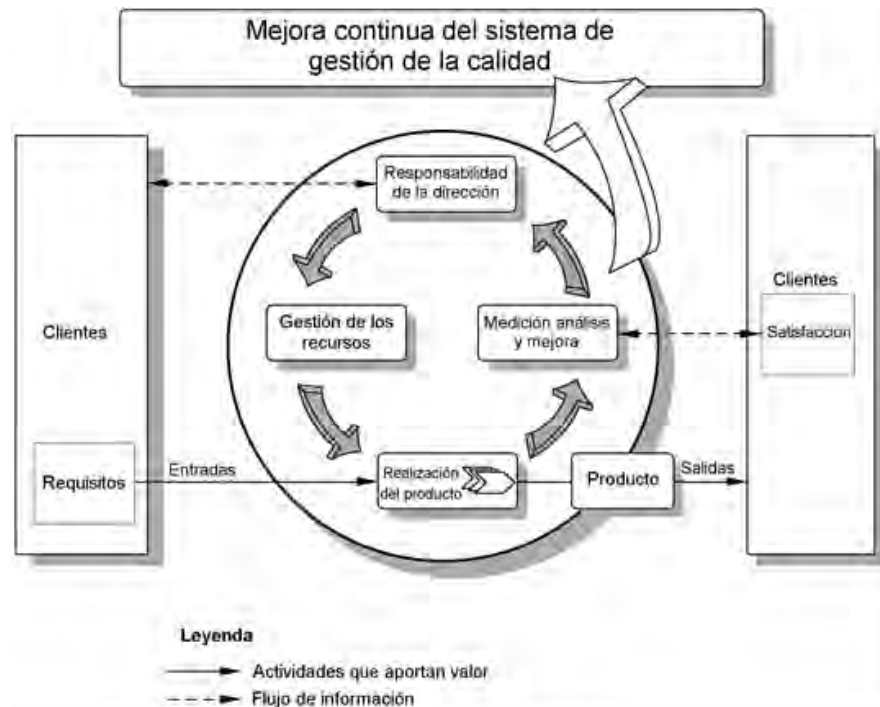 Mejora continua del sistema de
gestión de la calidad
Responsabilidad
de la dirección
Clientes
Gestión de los
recursos
Medición análisis
y mejora
Clientes
Satisfaccion
Requisitos
Entradas
Realización
del producto
Producto
Salidas
Leyenda
Actividades que aportan valor
Flujo de información